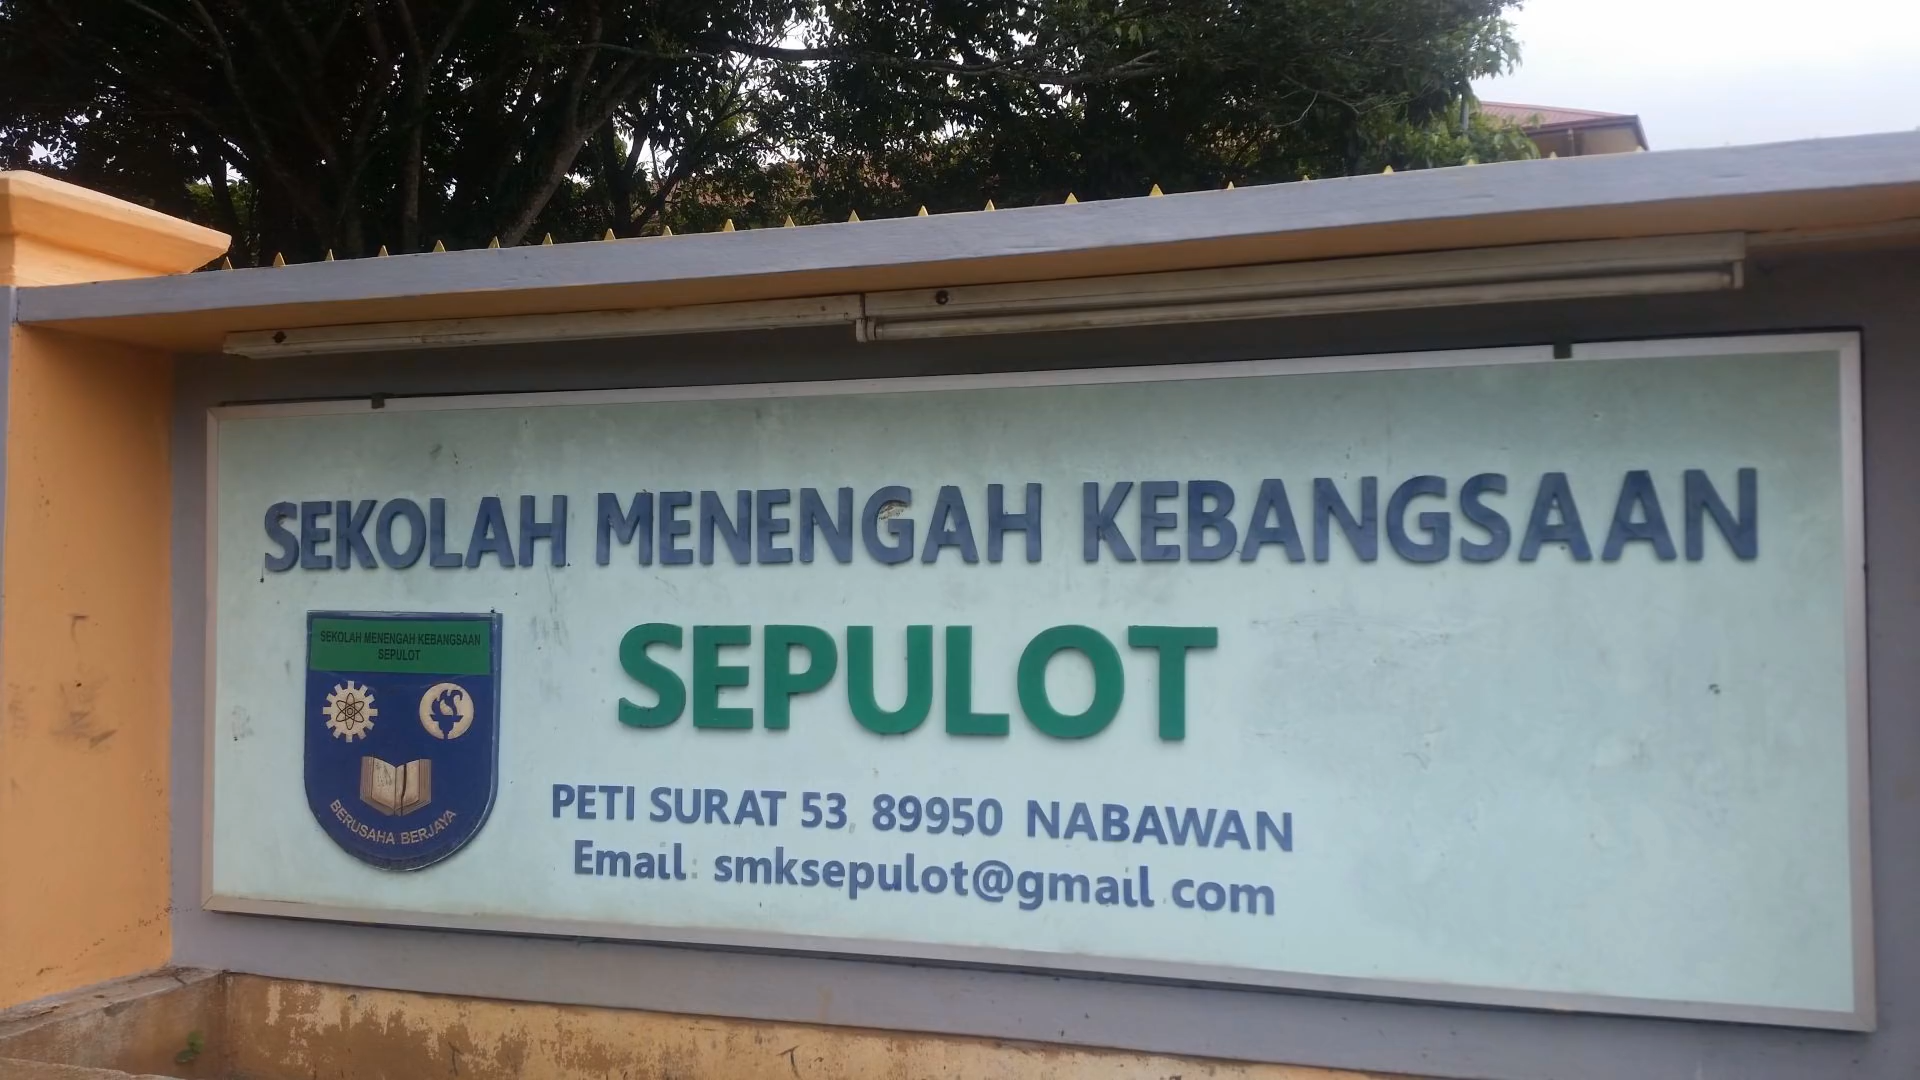 SEKOLAH MENENGAH KEBANGSAAN
SEPULOT
SEKOLAH MENENGAH KEBANGSAAN
SEPULOT
BERUSAHA BERJAYA
PETI SURAT 53, 89950 NABAWAN
Email: smksepulot@gmail.com